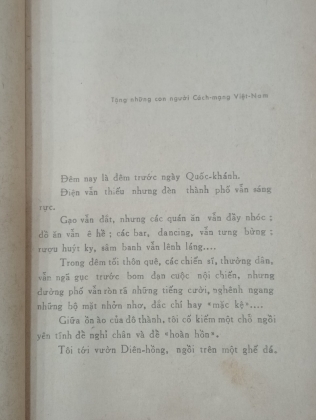 Tặng những con người Cách-mạng Việt-Nam
Đêm nay là đêm trước ngày Quốc-khánh.
Điện vẫn thiếu nhưng đèn thành phố vẫn sáng
rực.
Gạo vẫn đắt, nhưng các quán ăn vẫn đầy nhóc ;
đồ ăn vẫn ê hề ; các bar, dancing, vẫn tưng bừng ;
rượu huýt ky, sâm banh vẫn lênh láng....
Trong đêm tối thôn quê, các chiến sĩ, thường dân,
vẫn ngã gục trước bom đạn cuộc nội chiến, nhưng
đường phố vẫn ròn rã những tiếng cười, nghênh ngang
những bộ mặt nhởn nhơ, đắc chí hay «mặc kệ»....
Giữa ồn ào của đô thành, tôi cố kiếm một chỗ ngồi
yên tĩnh để nghỉ chân và để «hoàn hồn».
Tôi tới vườn Diên-hồng, ngồi trên một ghế đá,